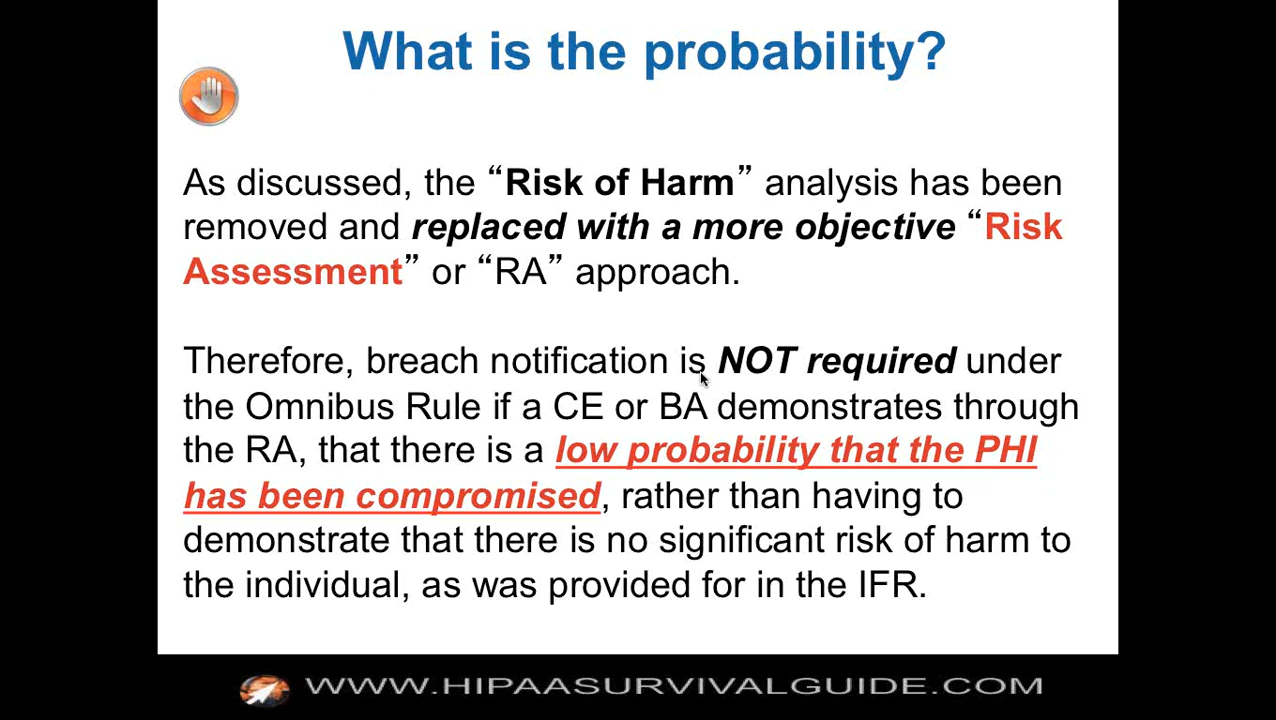 What is the probability?
As discussed, the “Risk of Harm” analysis has been
removed and replaced with a more objective “Risk
Assessment” or “RA” approach.
Therefore, breach notification is NOT required under
the Omnibus Rule if a CE or BA demonstrates through
the RA, that there is a low probability that the PHI
has been compromised, rather than having to
demonstrate that there is no significant risk of harm to
the individual, as was provided for in the IFR.
WWW.HIPAASURVIVALGUIDE.COM